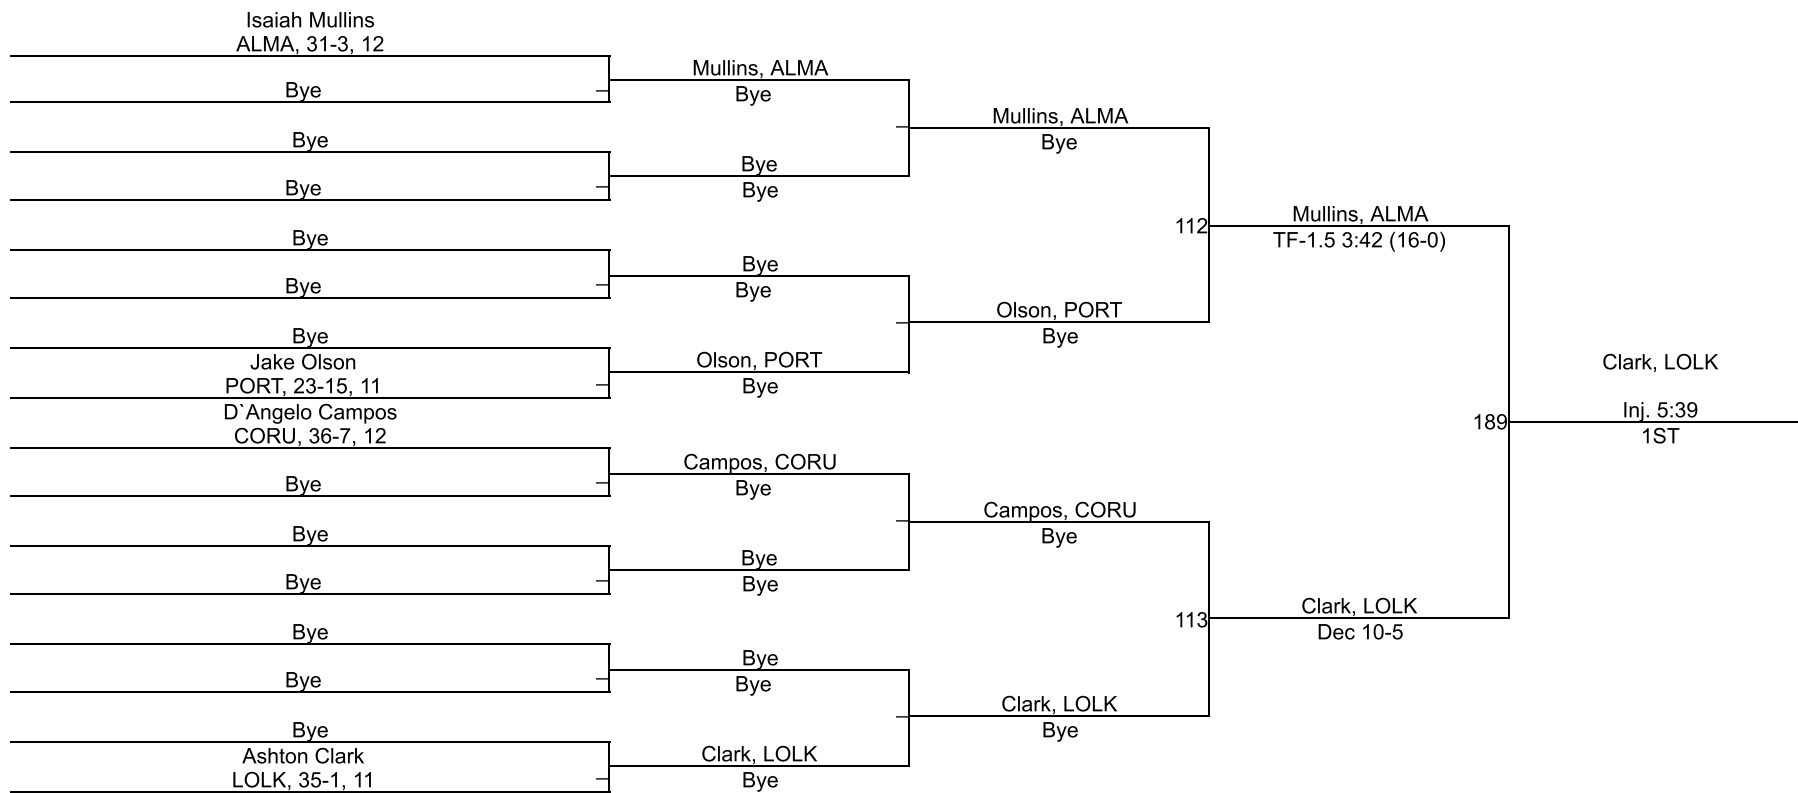 Isaiah Mullins
ALMA, 31-3, 12
Bye
Bye
Bye
Bye
Bye
Bye
Jake Olson
PORT, 23-15, 11
D`Angelo Campos
CORU, 36-7, 12
Bye
Bye
Bye
Bye
Bye
Bye
Ashton Clark
LOLK, 35-1, 11
Mullins, ALMA
Bye
Bye
Bye
Bye
Bye
Olson, PORT
Bye
Campos, CORU
Bye
Bye
Bye
Bye
Bye
Clark, LOLK
Bye
Mullins, ALMA
Bye
Olson, PORT
Bye
Campos, CORU
Bye
Clark, LOLK
Bye
112
Mullins, ALMA
TF-1.5 3:42 (16-0)
113
Clark, LOLK
Dec 10-5
189
Clark, LOLK
Inj. 5:39
1ST